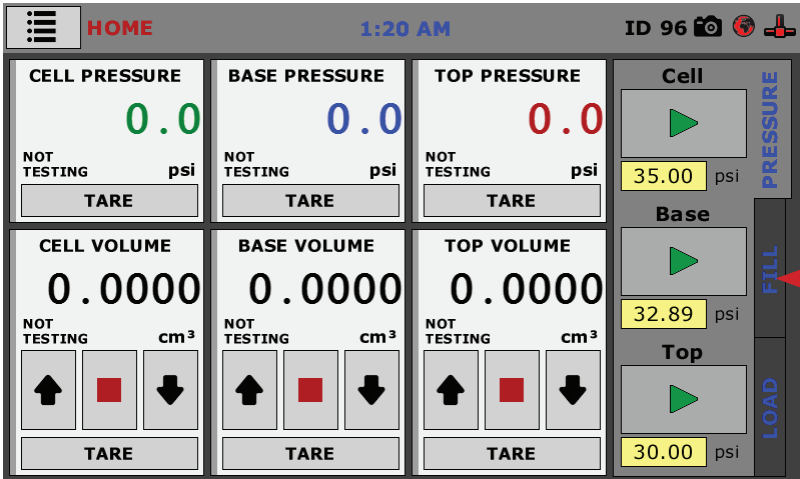 HOME
1:20 AM
ID 96
CELL PRESSURE
0.0
NOT
TESTING
psi
TARE
BASE PRESSURE
0.0
NOT
TESTING
psi
TARE
TOP PRESSURE
0.0
NOT
TESTING
psi
TARE
CELL VOLUME
0.0000
NOT
TESTING
cm³
TARE
BASE VOLUME
0.0000
NOT
TESTING
cm³
TARE
TOP VOLUME
0.0000
NOT
TESTING
cm³
TARE
Cell
35.00 psi
Base
32.89 psi
Top
30.00 psi
PRESSURE
FILL
LOAD